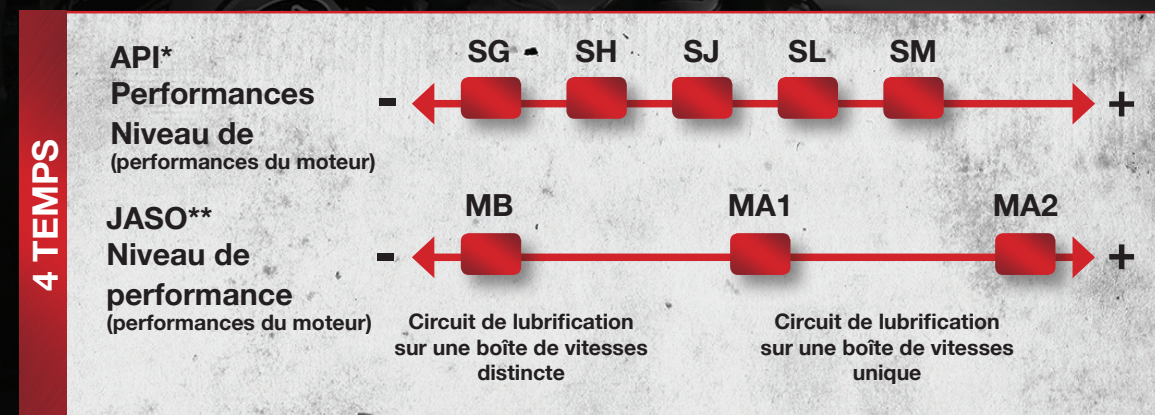 4 TEMPS
API*
Performances
Niveau de
(performances du moteur)
SG - SH SJ SL SM
- +
JASO**
Niveau de
performance
(performances du moteur)
MB MA1 MA2
- +
Circuit de lubrification
sur une boîte de vitesses
distincte
Circuit de lubrification
sur une boîte de vitesses
unique